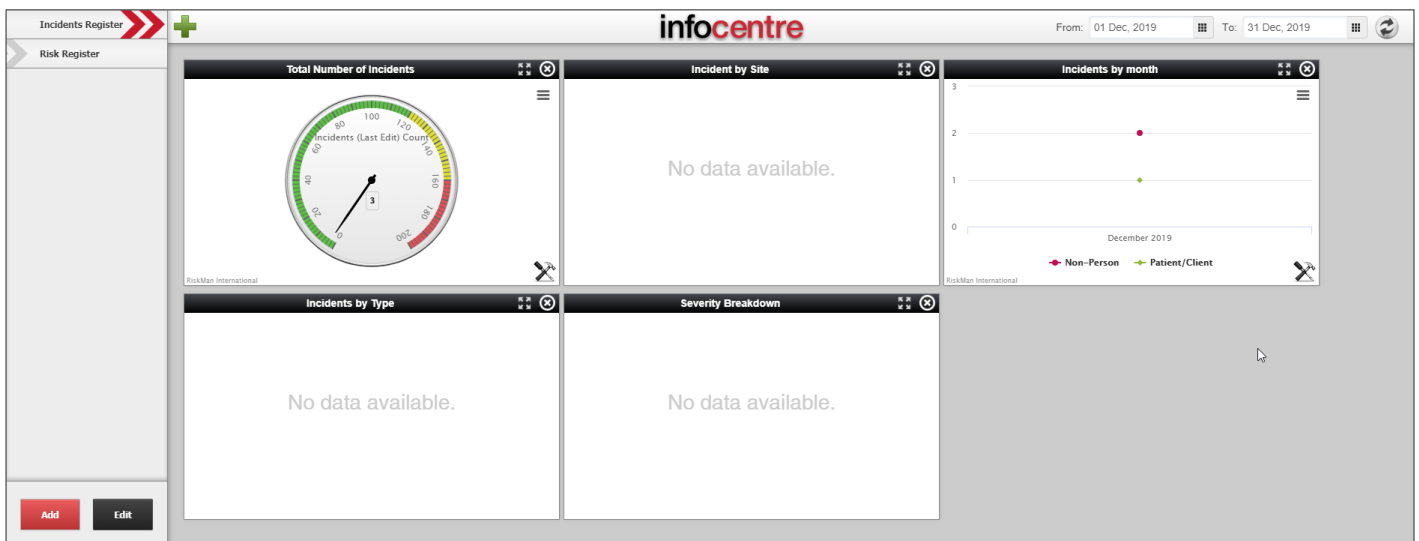 Incidents Register
Risk Register
Add
Edit
infocentre
From: 01 Dec, 2019 To: 31 Dec, 2019
Total Number of Incidents
Incidents (Last Edit) Count
0
20
40
60
80
100
120
140
160
180
200
3
RiskMan International
Incident by Site
No data available.
Incidents by month
3
2
1
0
December 2019
Non-Person Patient/Client
RiskMan International
Incidents by Type
No data available.
Severity Breakdown
No data available.